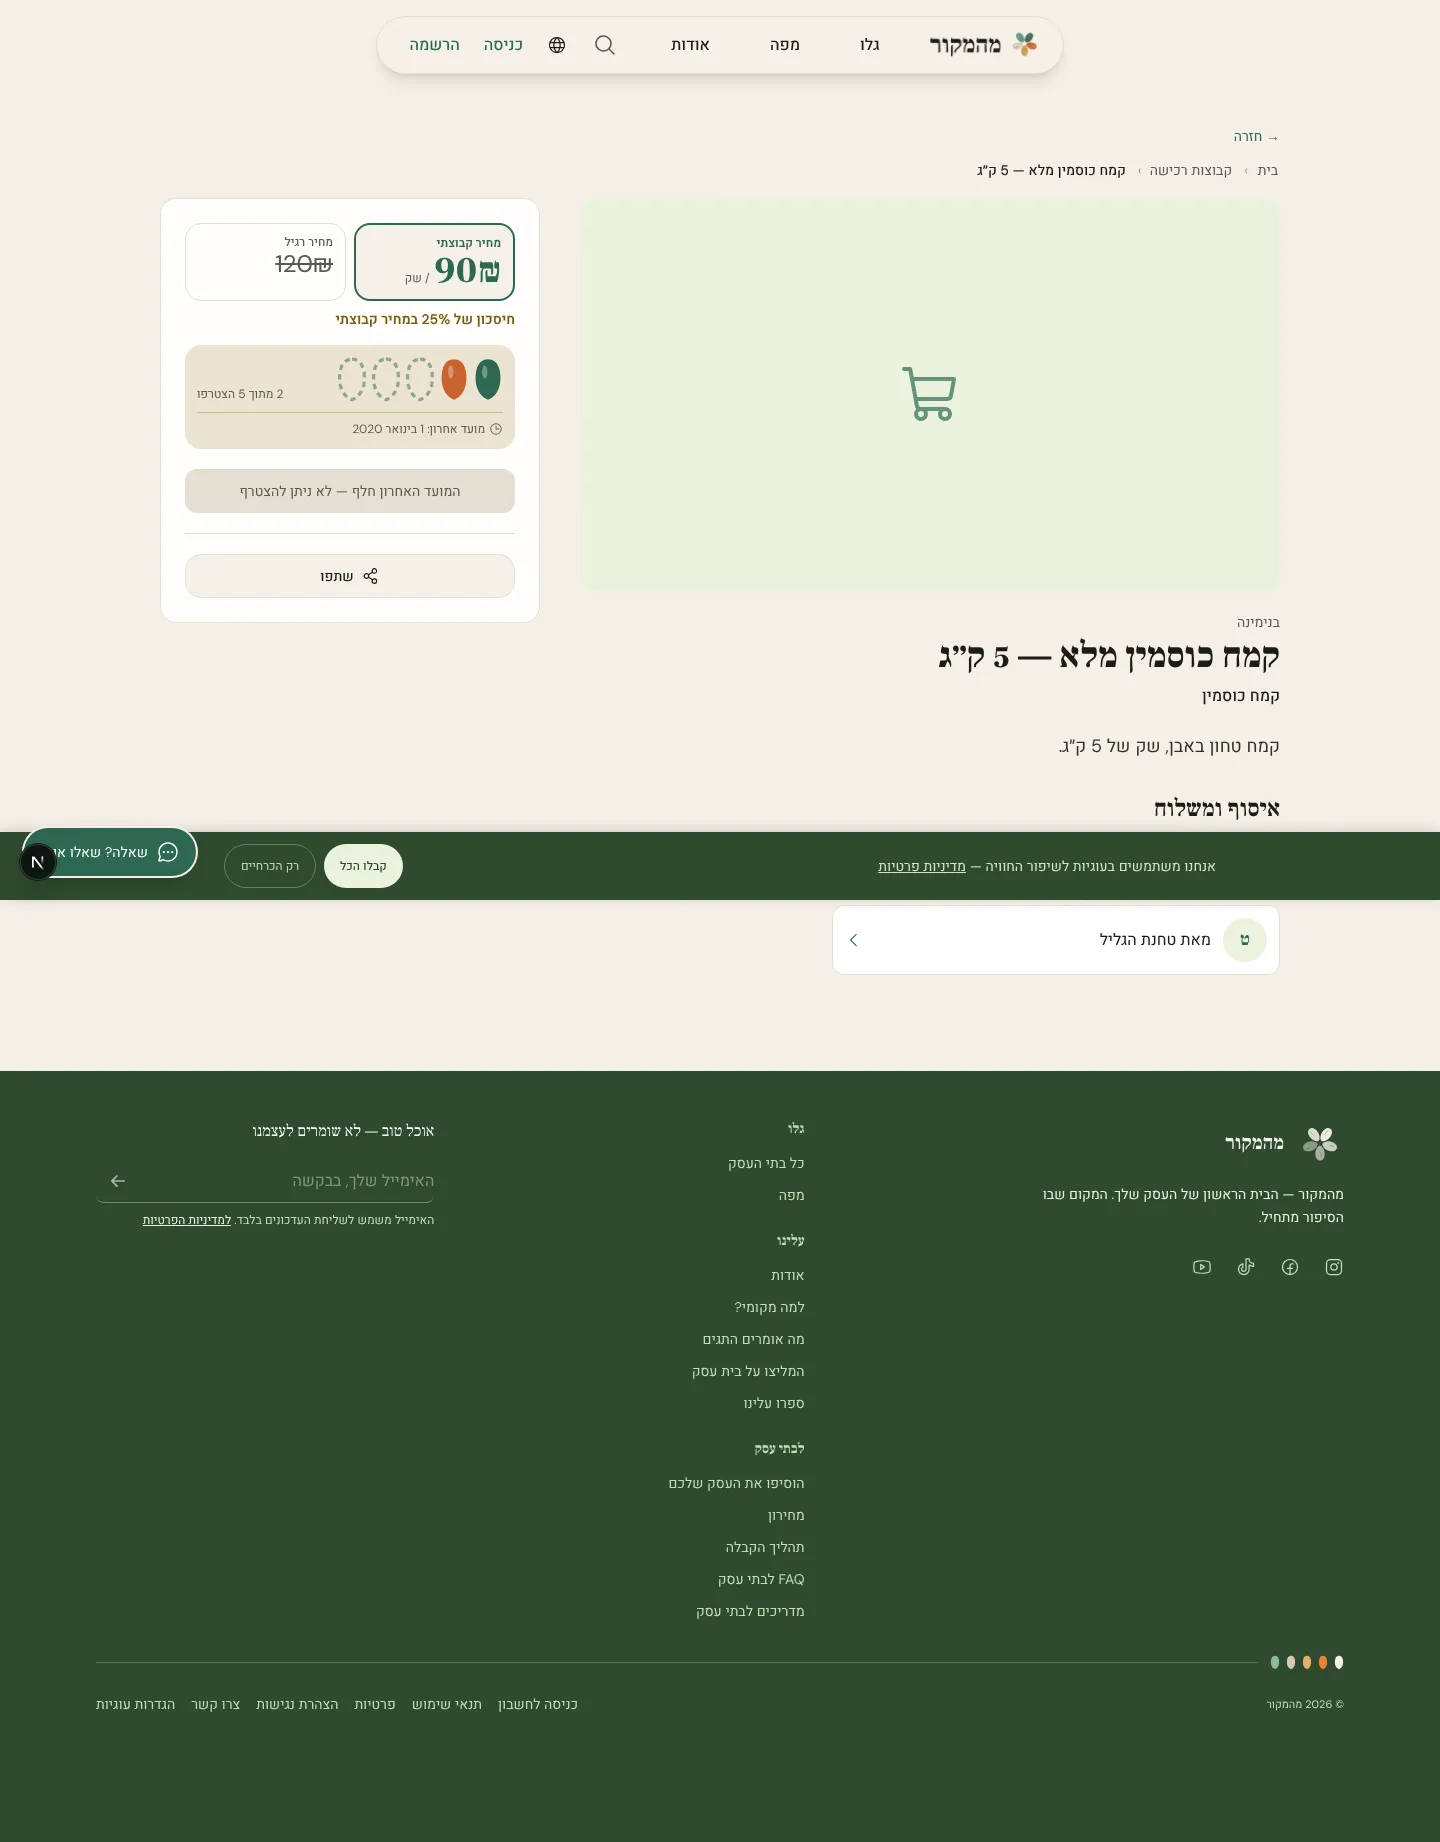 מהמקור
גלו
מפה
אודות
כניסה
הרשמה
→ חזרה
בית › קבוצות רכישה › קמח כוסמין מלא — 5 ק״ג
מחיר קבוצתי
₪90 / שק
מחיר רגיל
₪120
חיסכון של 25% במחיר קבוצתי
2 מתוך 5 הצטרפו
מועד אחרון: 1 בינואר 2020
המועד האחרון חלף — לא ניתן להצטרף
שתפו
בנימינה
קמח כוסמין מלא — 5 ק״ג
קמח כוסמין
קמח טחון באבן, שק של 5 ק״ג.
איסוף ומשלוח
אנחנו משתמשים בעוגיות לשיפור החוויה — מדיניות פרטיות
קבלו הכל
רק הכרחיים
שאלה? שאלו
N
ט
מאת טחנת הגליל
מהמקור
מהמקור — הבית הראשון של העסק שלך. המקום שבו
הסיפור מתחיל.
גלו
כל בתי העסק
מפה
עלינו
אודות
למה מקומי?
מה אומרים התגים
המליצו על בית עסק
ספרו עלינו
לבתי עסק
הוסיפו את העסק שלכם
מחירון
תהליך הקבלה
FAQ לבתי עסק
מדריכים לבתי עסק
אוכל טוב — לא שומרים לעצמנו
האימייל שלך, בבקשה
האימייל משמש לשליחת העדכונים בלבד. למדיניות הפרטיות
© 2026 מהמקור
כניסה לחשבון
תנאי שימוש
פרטיות
הצהרת נגישות
צרו קשר
הגדרות עוגיות